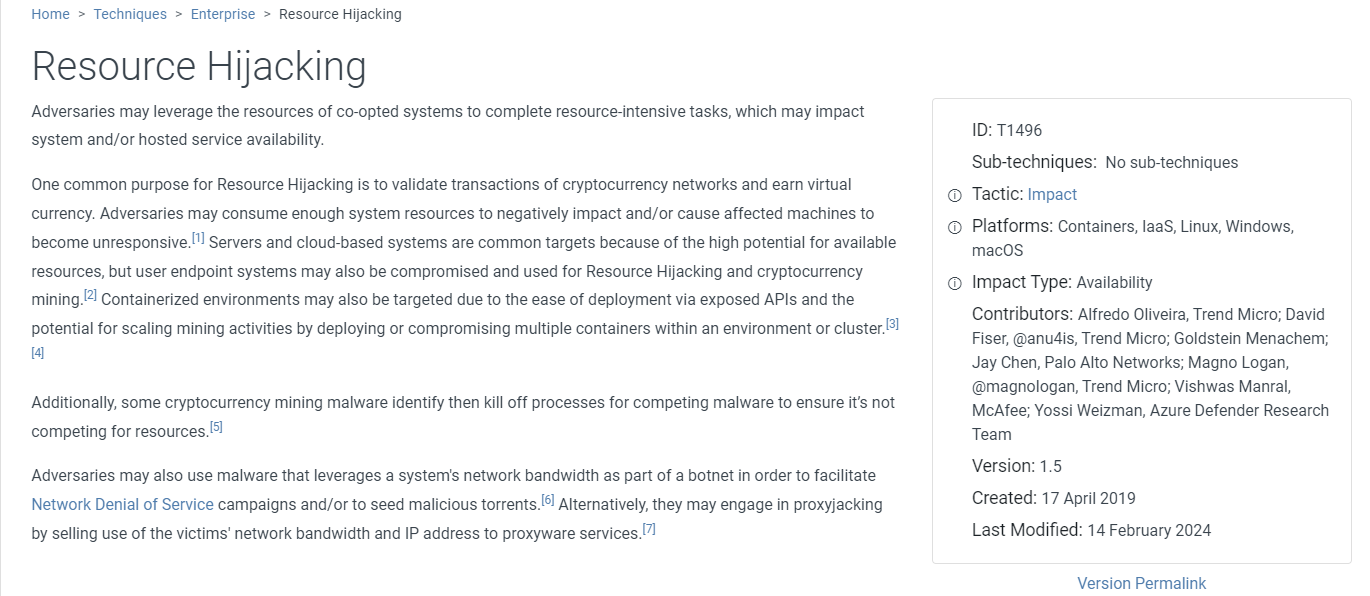 Home > Techniques > Enterprise > Resource Hijacking
Resource Hijacking
Adversaries may leverage the resources of co-opted systems to complete resource-intensive tasks, which may impact
system and/or hosted service availability.
One common purpose for Resource Hijacking is to validate transactions of cryptocurrency networks and earn virtual
currency. Adversaries may consume enough system resources to negatively impact and/or cause affected machines to
become unresponsive.[1] Servers and cloud-based systems are common targets because of the high potential for available
resources, but user endpoint systems may also be compromised and used for Resource Hijacking and cryptocurrency
mining.[2] Containerized environments may also be targeted due to the ease of deployment via exposed APIs and the
potential for scaling mining activities by deploying or compromising multiple containers within an environment or cluster.[3]
[4]
Additionally, some cryptocurrency mining malware identify then kill off processes for competing malware to ensure it’s not
competing for resources.[5]
Adversaries may also use malware that leverages a system's network bandwidth as part of a botnet in order to facilitate
Network Denial of Service campaigns and/or to seed malicious torrents.[6] Alternatively, they may engage in proxyjacking
by selling use of the victims' network bandwidth and IP address to proxyware services.[7]
ID: T1496
Sub-techniques: No sub-techniques
Tactic: Impact
Platforms: Containers, IaaS, Linux, Windows,
macOS
Impact Type: Availability
Contributors: Alfredo Oliveira, Trend Micro; David
Fiser, @anu4is, Trend Micro; Goldstein Menachem;
Jay Chen, Palo Alto Networks; Magno Logan,
@magnologan, Trend Micro; Vishwas Manral,
McAfee; Yossi Weizman, Azure Defender Research
Team
Version: 1.5
Created: 17 April 2019
Last Modified: 14 February 2024
Version Permalink